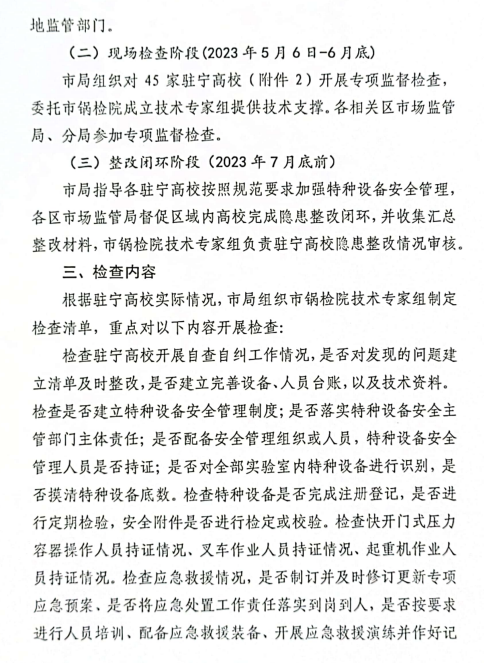 地监管部门。
（二）现场检查阶段(2023年5月6日-6月底)
市局组织对45家驻宁高校（附件2）开展专项监督检查，
委托市锅检院成立技术专家组提供技术支撑。各相关区市场监管
局、分局参加专项监督检查。
（三）整改闭环阶段（2023年7月底前）
市局指导各驻宁高校按照规范要求加强特种设备安全管理，
各区市场监管局督促区域内高校完成隐患整改闭环，并收集汇总
整改材料，市锅检院技术专家组负责驻宁高校隐患整改情况审核。
三、检查内容
根据驻宁高校实际情况，市局组织市锅检院技术专家组制定
检查清单，重点对以下内容开展检查：
检查驻宁高校开展自查自纠工作情况，是否对发现的问题建
立清单及时整改，是否建立完善设备、人员台账，以及技术资料。
检查是否建立特种设备安全管理制度；是否落实特种设备安全主
管部门主体责任；是否配备安全管理组织或人员，特种设备安全
管理人员是否持证；是否对全部实验室内特种设备进行识别，是
否摸清特种设备底数。检查特种设备是否完成注册登记，是否进
行定期检验，安全附件是否进行检定或校验。检查快开门式压力
容器操作人员持证情况、叉车作业人员持证情况、起重机作业人
员持证情况。检查应急救援情况，是否制订并及时修订更新专项
应急预案、是否将应急处置工作责任落实到岗到人，是否按要求
进行人员培训、配备应急救援装备、开展应急救援演练并作好记